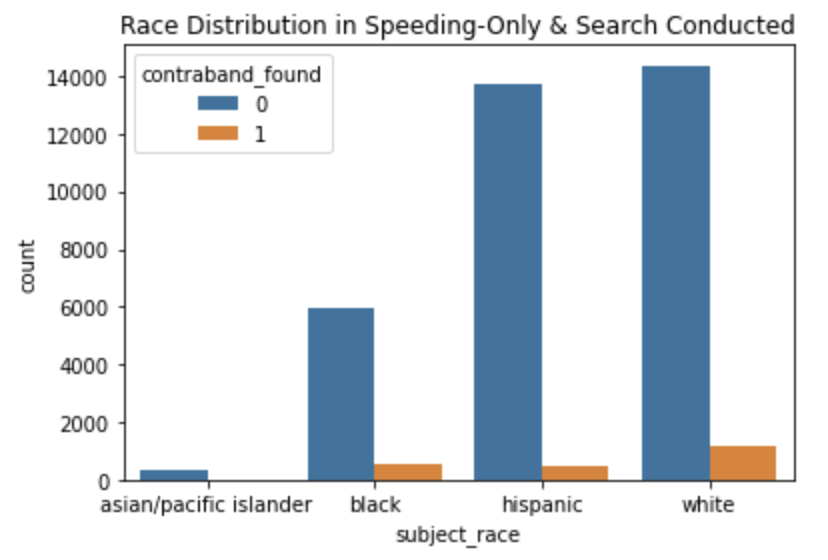 Race Distribution in Speeding-Only & Search Conducted
contraband_found
0
1
14000
12000
10000
8000
6000
4000
2000
0
count
asian/pacific islander
black
hispanic
white
subject_race